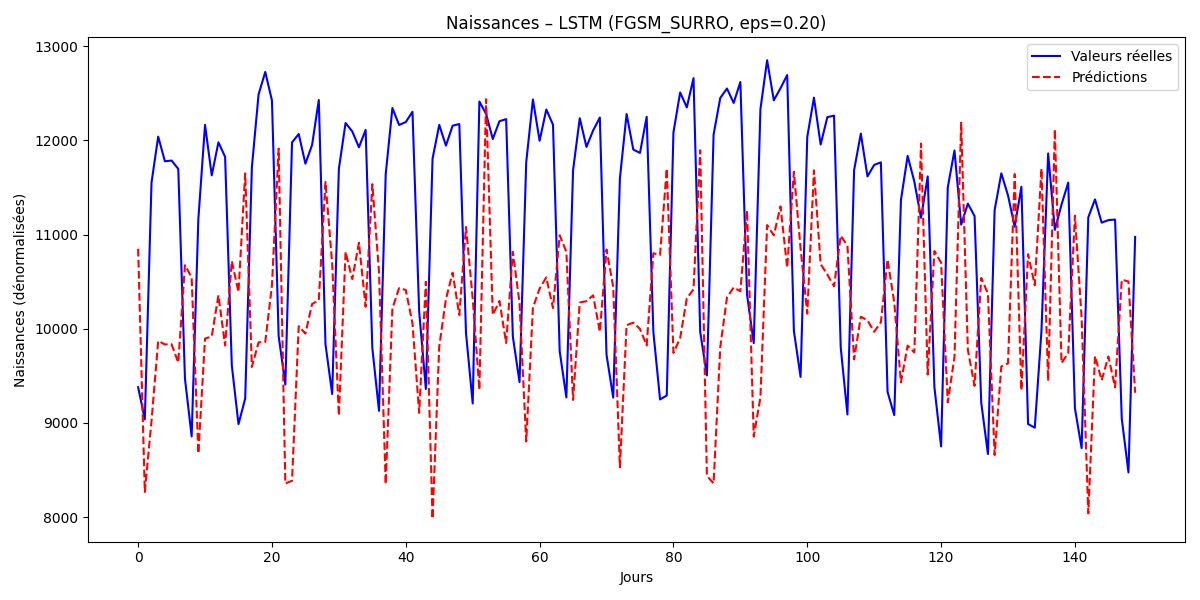 Naissances – LSTM (FGSM_SURRO, eps=0.20)
Valeurs réelles
Prédictions
Naissances (dénormalisées)
13000
12000
11000
10000
9000
8000
0 20 40 60 80 100 120 140
Jours